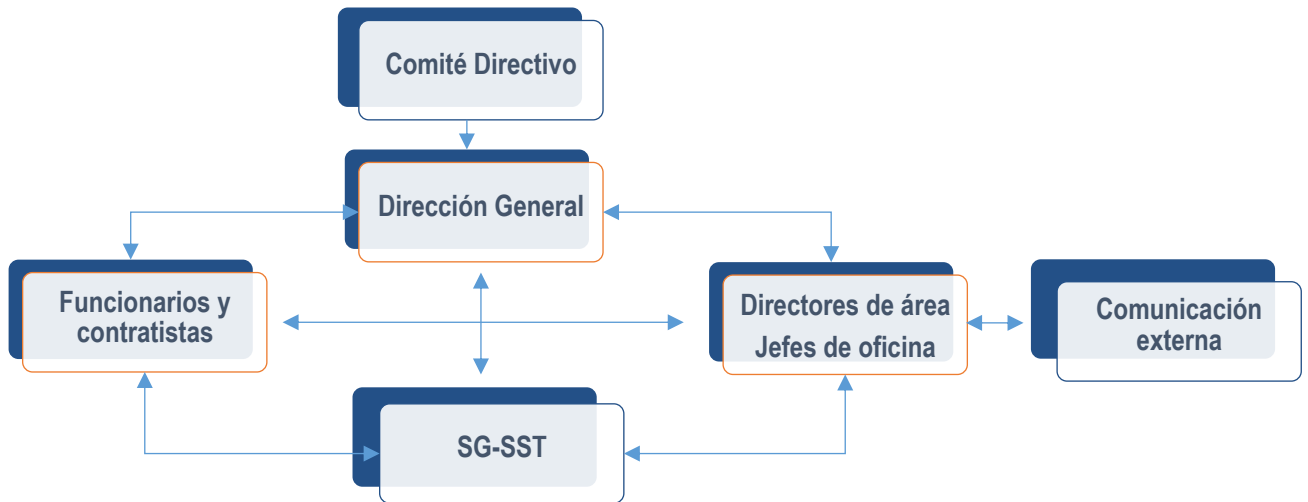 Comité Directivo
Dirección General
Funcionarios y
contratistas
Directores de área
Jefes de oficina
Comunicación
externa
SG-SST